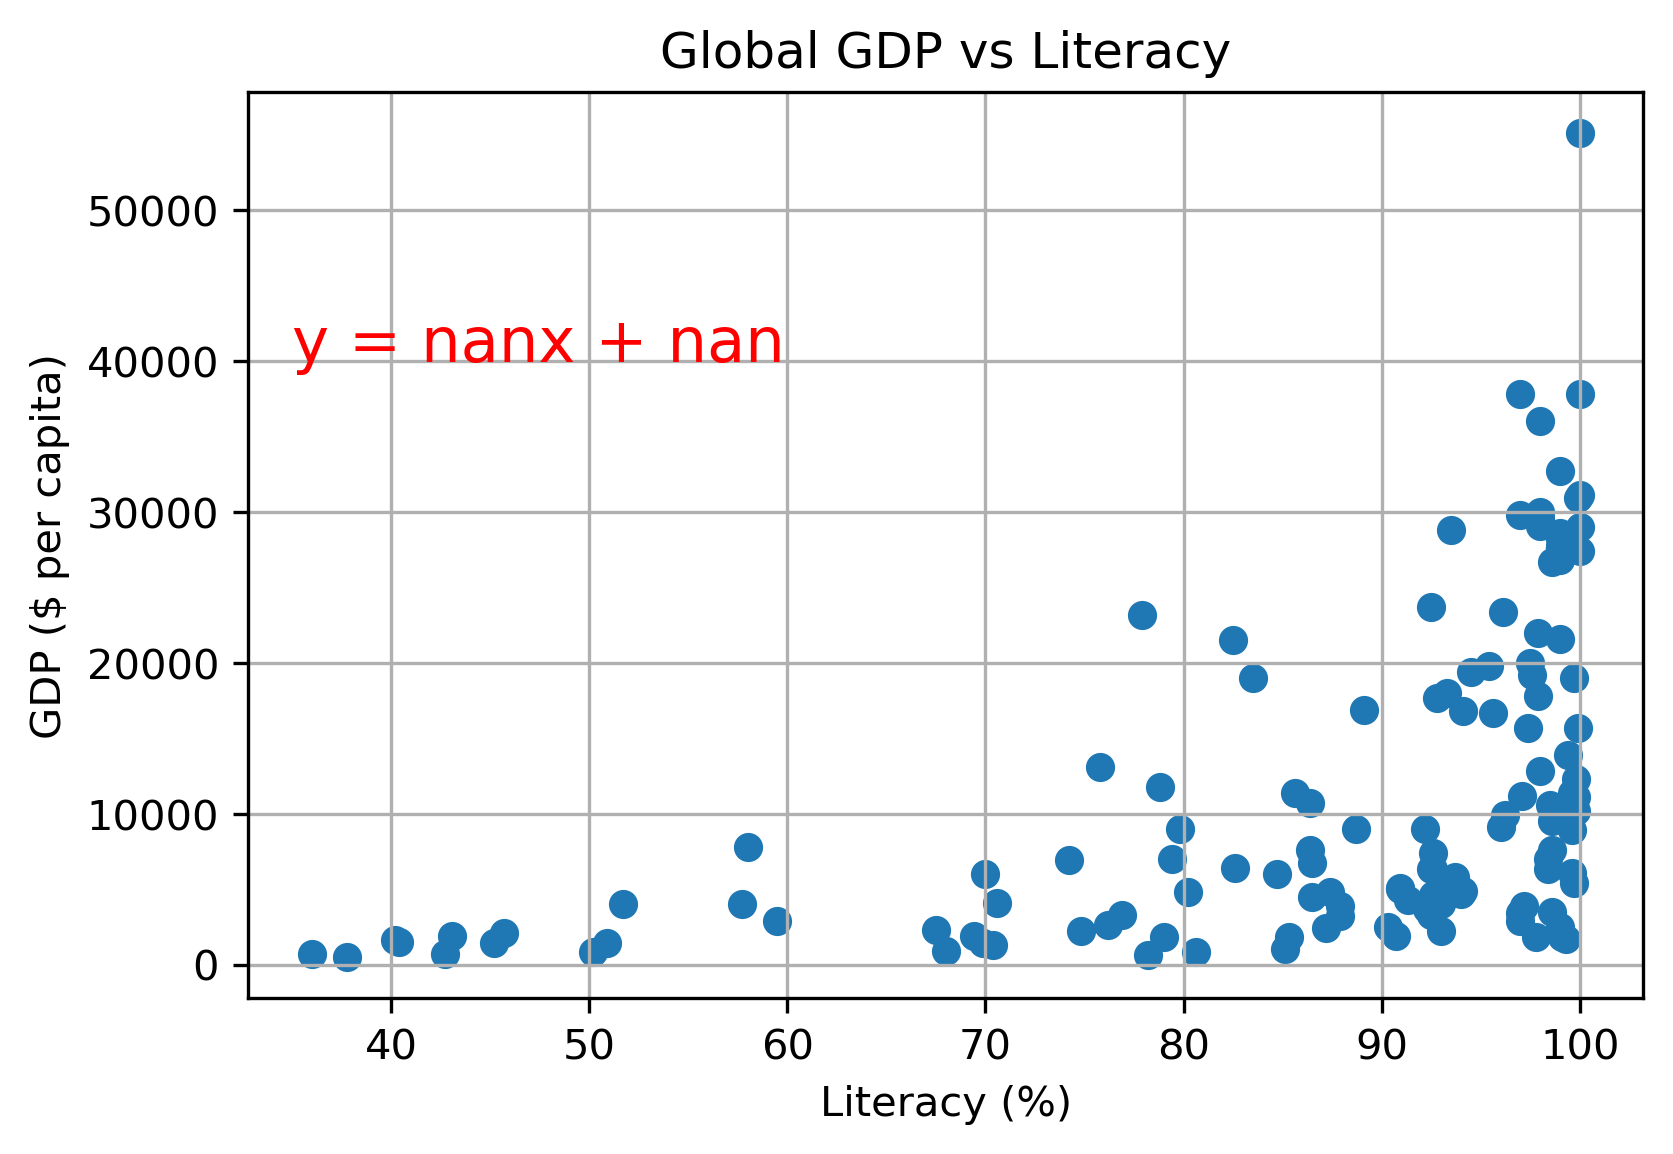 Global GDP vs Literacy
GDP ($ per capita)
50000
40000
30000
20000
10000
0
y = nanx + nan
40 50 60 70 80 90 100
Literacy (%)